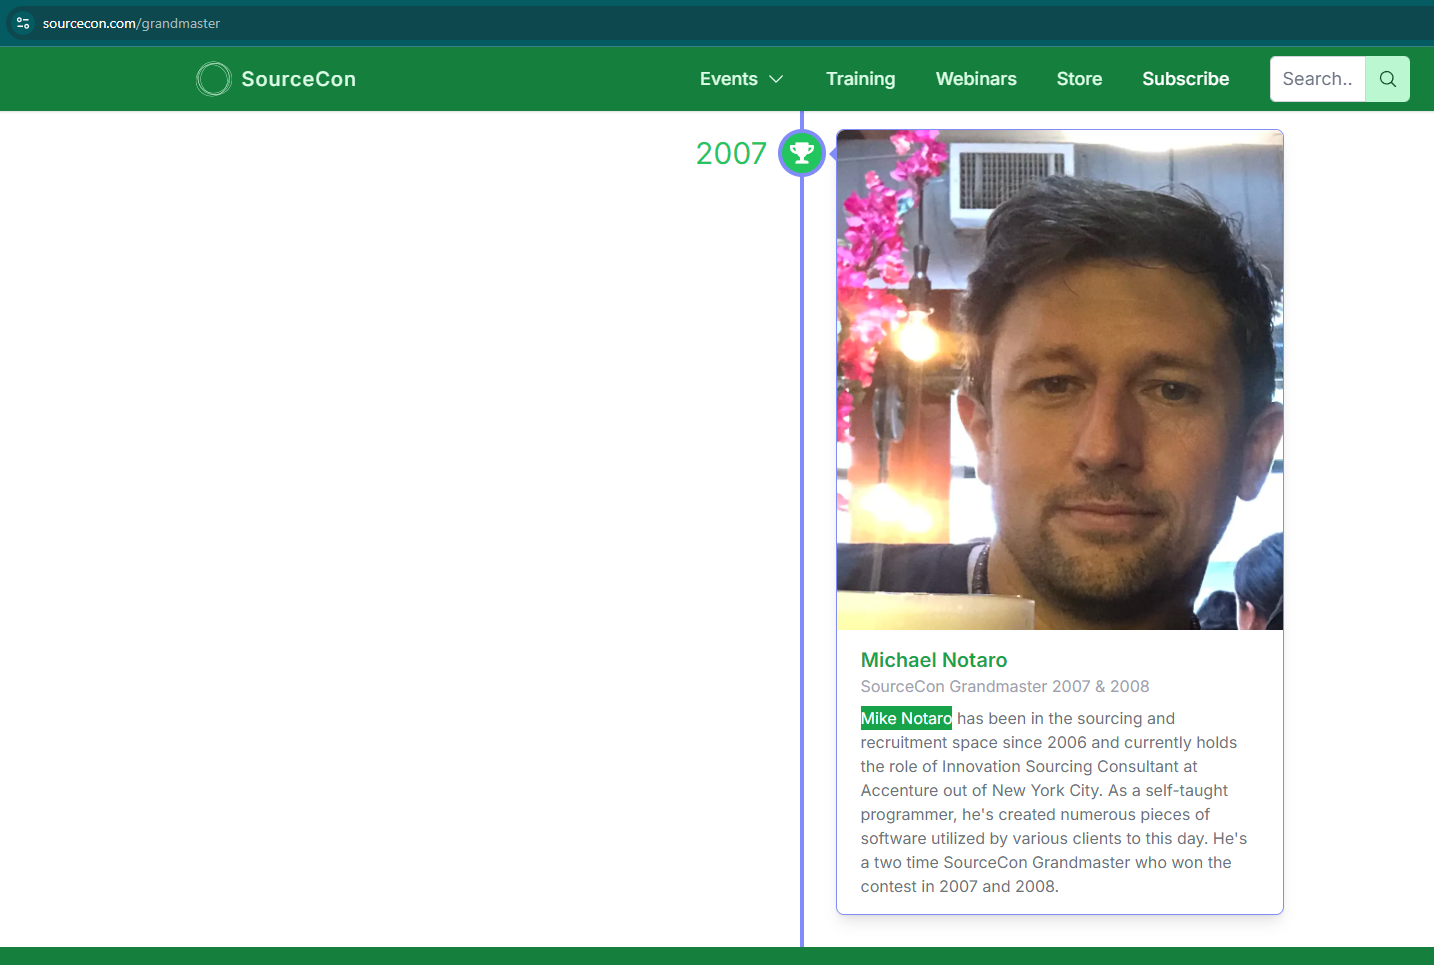 sourcecon.com/grandmaster
SourceCon
Events
Training
Webinars
Store
Subscribe
Search..
2007
Michael Notaro
SourceCon Grandmaster 2007 & 2008
Mike Notaro has been in the sourcing and
recruitment space since 2006 and currently holds
the role of Innovation Sourcing Consultant at
Accenture out of New York City. As a self-taught
programmer, he's created numerous pieces of
software utilized by various clients to this day. He's
a two time SourceCon Grandmaster who won the
contest in 2007 and 2008.